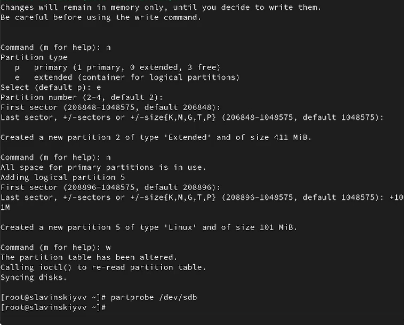 Changes will remain in memory only, until you decide to write them.
Be careful before using the write command.
Command (m for help): n
Partition type
p primary (1 primary, 0 extended, 3 free)
e extended (container for logical partitions)
Select (default p): e
Partition number (2-4, default 2):
First sector (206848-1048575, default 206848):
Last sector, +/-sectors or +/-size{K,M,G,T,P} (206848-1048575, default 1048575):
Created a new partition 2 of type 'Extended' and of size 411 MiB.
Command (m for help): n
All space for primary partitions is in use.
Adding logical partition 5
First sector (208896-1048575, default 208896):
Last sector, +/-sectors or +/-size{K,M,G,T,P} (208896-1048575, default 1048575): +10
1M
Created a new partition 5 of type 'Linux' and of size 101 MiB.
Command (m for help): w
The partition table has been altered.
Calling ioctl() to re-read partition table.
Syncing disks.
[root@slavinskiyvv ~]# partprobe /dev/sdb
[root@slavinskiyvv ~]#